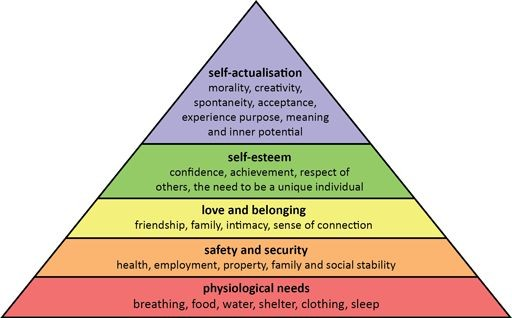 self-actualisation
morality, creativity,
spontaneity, acceptance,
experience purpose, meaning
and inner potential
self-esteem
confidence, achievement, respect of
others, the need to be a unique individual
love and belonging
friendship, family, intimacy, sense of connection
safety and security
health, employment, property, family and social stability
physiological needs
breathing, food, water, shelter, clothing, sleep